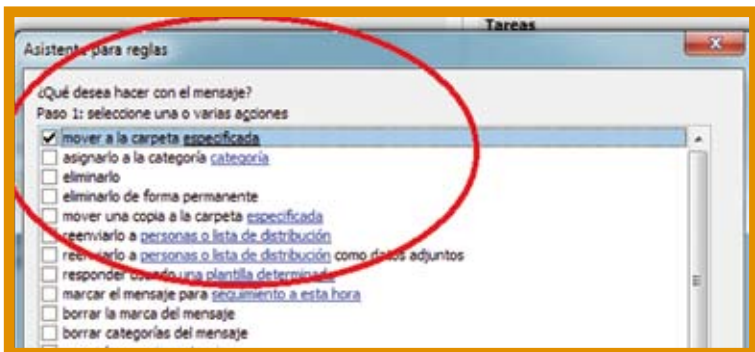 Tareas
Asistente para reglas
¿Qué desea hacer con el mensaje?
Paso 1: seleccione una o varias acciones
mover a la carpeta especificada
asignarlo a la categoría categoría
eliminarlo
eliminarlo de forma permanente
mover una copia a la carpeta especificada
reenviarlo a personas o lista de distribución
reenviarlo a personas o lista de distribución como datos adjuntos
responder usando una plantilla determinada
marcar el mensaje para seguimiento a esta hora
borrar la marca del mensaje
borrar categorías del mensaje